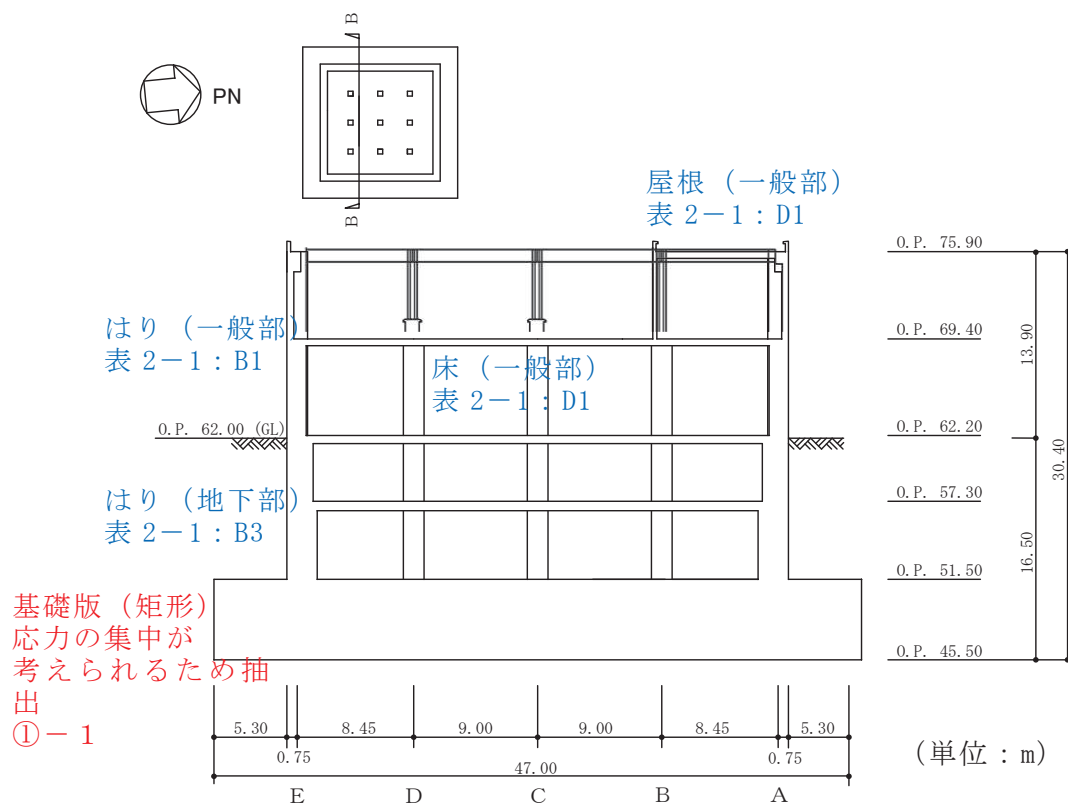 B
PN
B
屋根（一般部）
表 2－1：D1
O.P. 75.90
はり（一般部）
表 2－1：B1
O.P. 69.40
13.90
床（一般部）
表 2－1：D1
O.P. 62.00 (GL)
O.P. 62.20
30.40
はり（地下部）
表 2－1：B3
O.P. 57.30
16.50
O.P. 51.50
基礎版（矩形）
応力の集中が
考えられるため抽
出
①－1
O.P. 45.50
5.30 8.45 9.00 9.00 8.45 5.30
0.75 0.75
47.00
（単位：m）
E D C B A